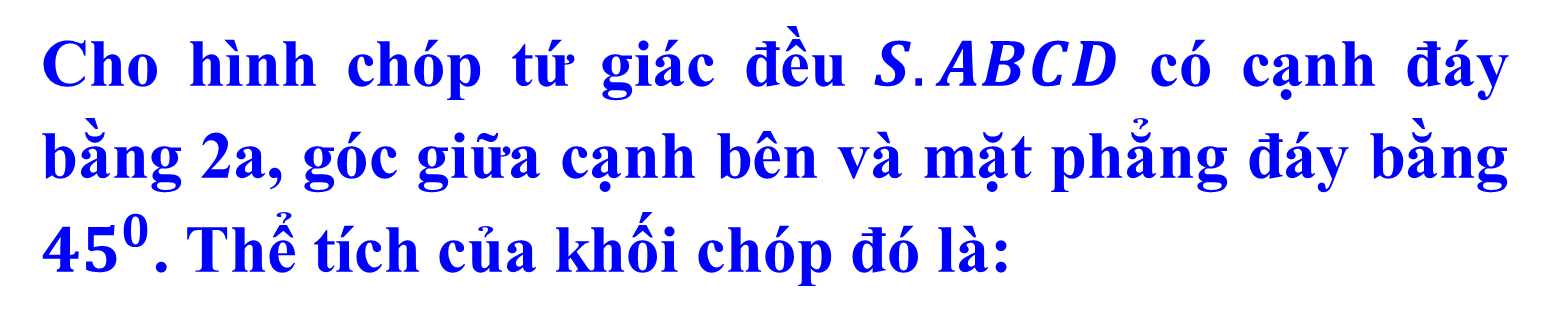 Cho hình chóp tứ giác đều S.ABCD có cạnh đáy
bằng 2a, góc giữa cạnh bên và mặt phẳng đáy bằng
45⁰. Thể tích của khối chóp đó là: